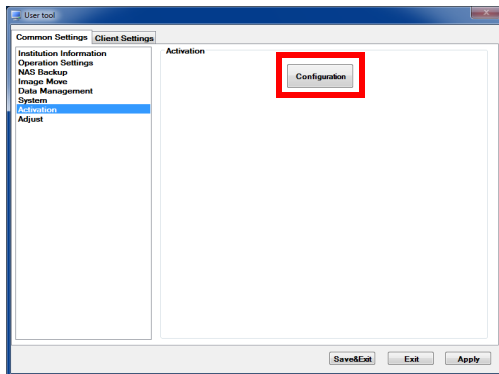 User tool
Common Settings Client Settings
Institution Information
Operation Settings
NAS Backup
Image Move
Data Management
System
Activation
Adjust
Activation
Configuration
Save&Exit Exit Apply